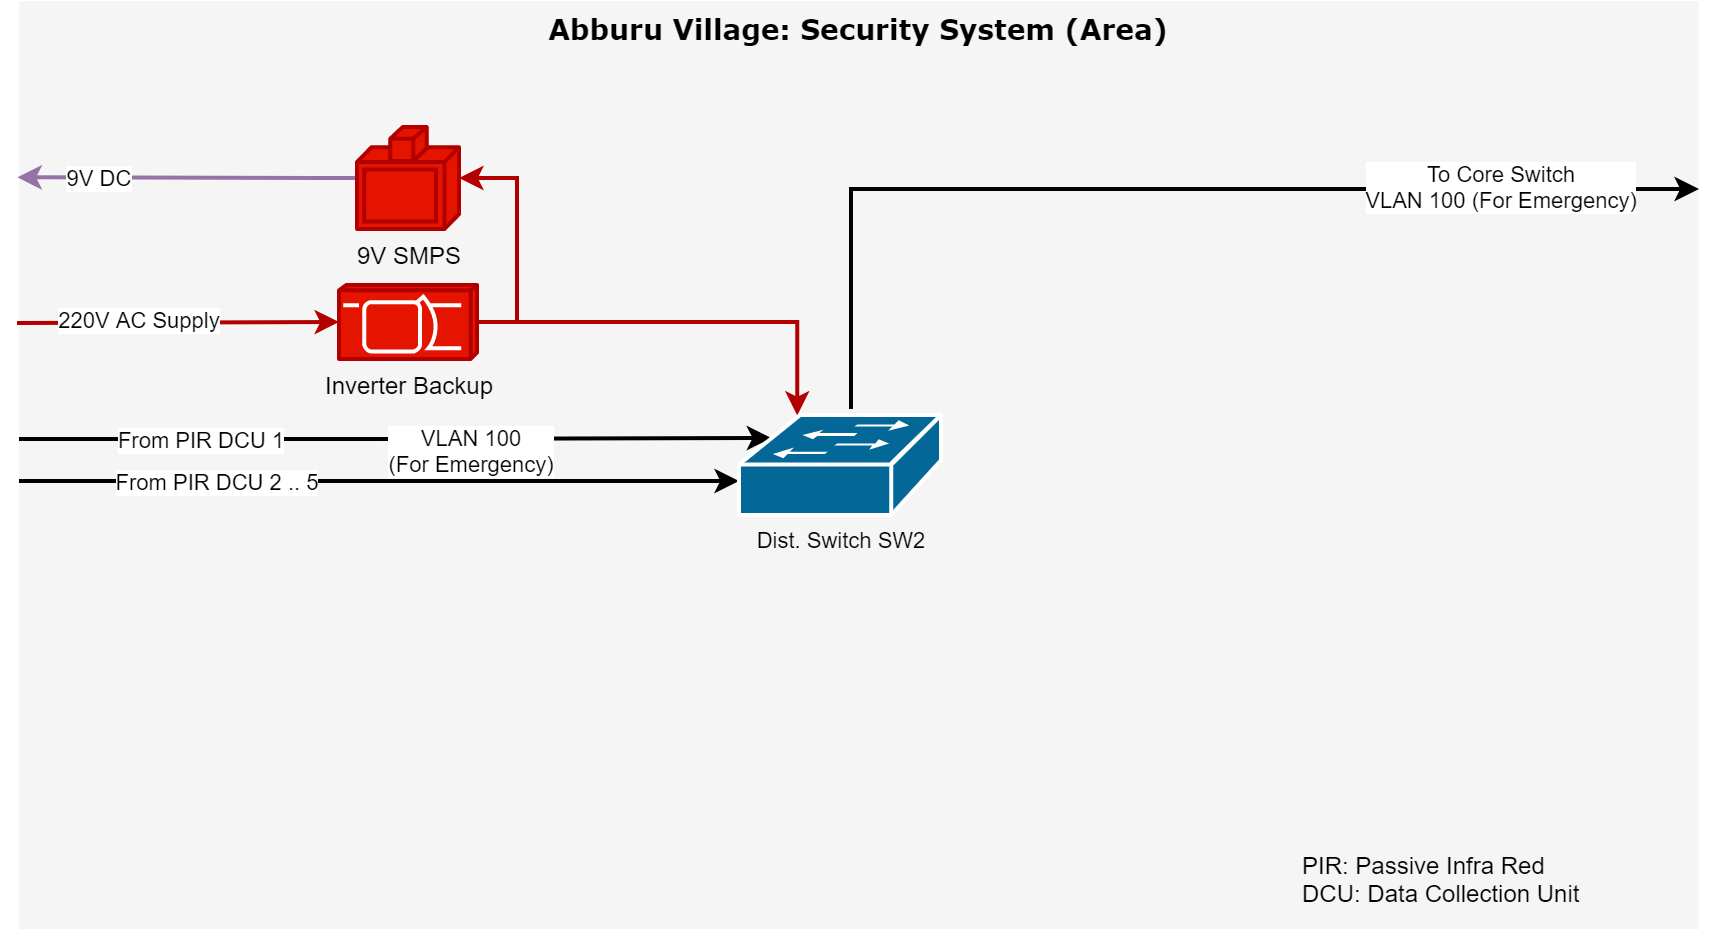 Abburu Village: Security System (Area)
9V DC
9V SMPS
To Core Switch
VLAN 100 (For Emergency)
220V AC Supply
Inverter Backup
From PIR DCU 1
VLAN 100
(For Emergency)
From PIR DCU 2 .. 5
Dist. Switch SW2
PIR: Passive Infra Red
DCU: Data Collection Unit